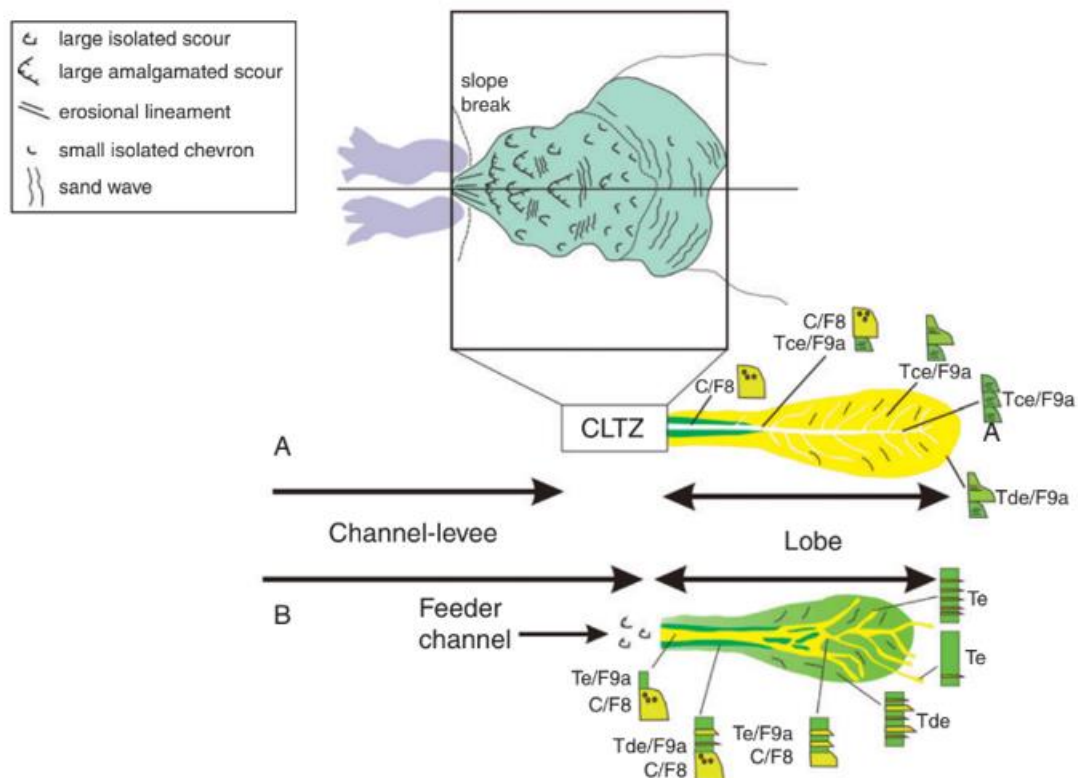 large isolated scour
large amalgamated scour
erosional lineament
small isolated chevron
sand wave
slope
break
C/F8
Tce/F9a
C/F8
Tce/F9a
Tce/F9a
CLTZ
A
A
Tde/F9a
Channel-levee
Lobe
B
Feeder
channel
Te
Te
Te/F9a
C/F8
Tde/F9a
C/F8
Te/F9a
C/F8
Tde